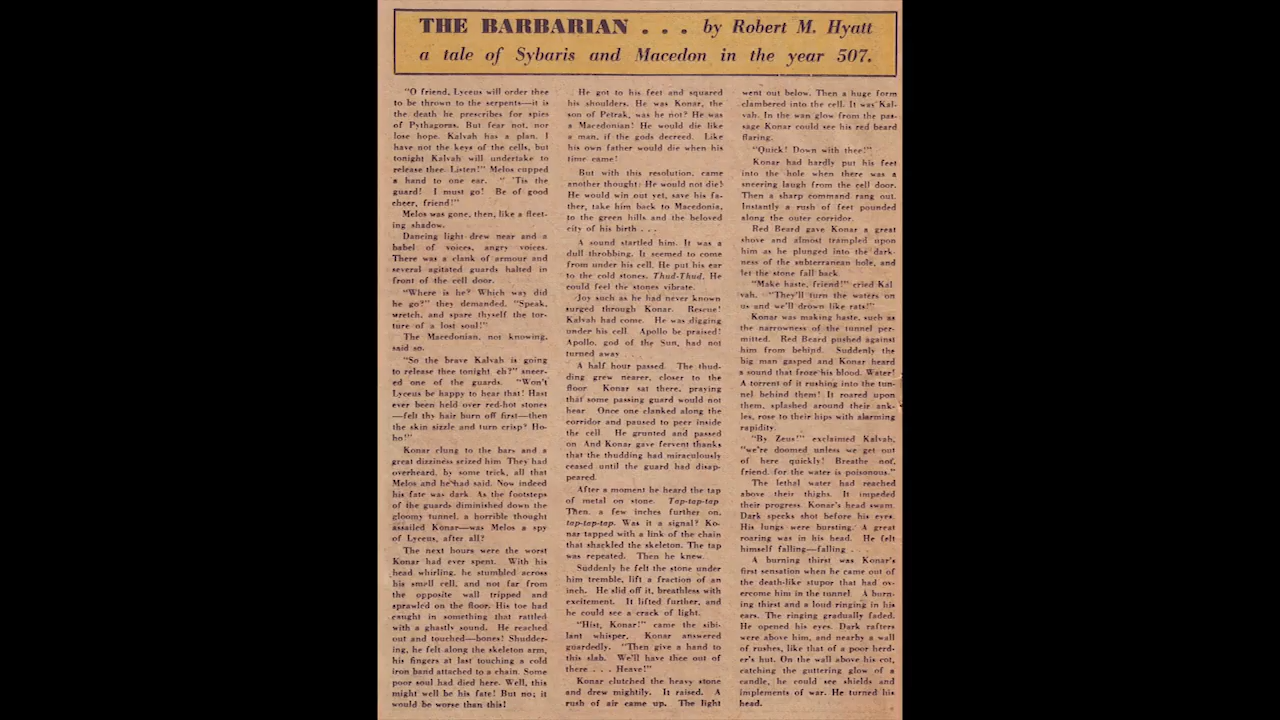 THE BARBARIAN . . . by Robert M. Hyatt
a tale of Sybaris and Macedon in the year 507.
"O friend, Lyceus will order thee
to be thrown to the serpents—it is
the death he prescribes for spies
of Pythagoras. But fear not, nor
lose hope. Kalvah has a plan. I
have not the keys of the cells, but
tonight Kalvah will undertake to
release thee. Listen!" Melos cupped
a hand to one ear. " 'Tis the
guard! I must go! Be of good
cheer, friend!"
Melos was gone, then, like a fleet-
ing shadow.
Dancing light drew near and a
babel of voices, angry voices.
There was a clank of armour and
several agitated guards halted in
front of the cell door.
"Where is he? Which way did
he go?" they demanded. "Speak,
wretch, and spare thyself the tor-
ture of a lost soul!"
The Macedonian, not knowing,
said so.
"So the brave Kalvah is going
to release thee tonight eh?" sneer-
ed one of the guards. "Won't
Lyceus be happy to hear that! Hast
ever been held over red-hot stones
—felt thy hair burn off first—then
the skin sizzle and turn crisp? Ho-
ho!"
Konar clung to the bars and a
great dizziness seized him They had
overheard, by some trick, all that
Melos and he had said. Now indeed
his fate was dark. As the footsteps
of the guards diminished down the
gloomy tunnel, a horrible thought
assailed Konar—was Melos a spy
of Lyceus, after all?
The next hours were the worst
Konar had ever spent. With his
head whirling, he stumbled across
his smell cell, and not far from
the opposite wall tripped and
sprawled on the floor. His toe had
caught in something that rattled
with a ghastly sound. He reached
out and touched—bones! Shudder-
ing, he felt along the skeleton arm,
his fingers at last touching a cold
iron band attached to a chain. Some
poor soul had died here. Well, this
might well be his fate! But no; it
would be worse than this!
He got to his feet and squared
his shoulders. He was Konar, the
son of Petrak, was he not? He was
a Macedonian! He would die like
a man, if the gods decreed. Like
his own father would die when his
time came!
But with this resolution, came
another thought: He would not die!
He would win out yet, save his fa-
ther, take him back to Macedonia,
to the green hills and the beloved
city of his birth . . .
A sound startled him. It was a
dull throbbing. It seemed to come
from under his cell. He put his ear
to the cold stones. Thud-Thud. He
could feel the stones vibrate.
Joy such as he had never known
surged through Konar. Rescue!
Kalvah had come. He was digging
under his cell. Apollo be praised!
Apollo, god of the Sun, had not
turned away . . .
A half hour passed. The thud-
ding grew nearer, closer to the
floor Konar sat there, praying
that some passing guard would not
hear. Once one clanked along the
corridor and paused to peer inside
the cell. He grunted and passed
on. And Konar gave fervent thanks
that the thudding had miraculously
ceased until the guard had disap-
peared.
After a moment he heard the tap
of metal on stone. Tap-tap-tap.
Then, a few inches further on,
tap-tap-tap. Was it a signal? Ko-
nar tapped with a link of the chain
that shackled the skeleton. The tap
was repeated. Then he knew.
Suddenly he felt the stone under
him tremble, lift a fraction of an
inch. He slid off it, breathless with
excitement. It lifted further, and
he could see a crack of light.
"Hist, Konar!" came the sibi-
lant whisper. Konar answered
guardedly. "Then give a hand to
this slab. We'll have thee out of
there . . . Heave!"
Konar clutched the heavy stone
and drew mightily. It raised. A
rush of air came up. The light
went out below. Then a huge form
clambered into the cell. It was Kal-
vah. In the wan glow from the pas-
sage Konar could see his red beard
flaring.
"Quick! Down with thee!"
Konar had hardly put his feet
into the hole when there was a
sneering laugh from the cell door.
Then a sharp command rang out.
Instantly a rush of feet pounded
along the outer corridor.
Red Beard gave Konar a great
shove and almost trampled upon
him as he plunged into the dark-
ness of the subterranean hole, and
let the stone fall back.
"Make haste, friend!" cried Kal
vah. "They'll turn the waters on
us and we'll drown like rats!"
Konar was making haste, such as
the narrowness of the tunnel per-
mitted. Red Beard pushed against
him from behind. Suddenly the
big man gasped and Konar heard
a sound that froze his blood. Water!
A torrent of it rushing into the tun-
nel behind them! It roared upon
them, splashed around their ank-
les, rose to their hips with alarming
rapidity.
"By Zeus!" exclaimed Kalvah,
"we're doomed unless we get out
of here quickly! Breathe not,
friend, for the water is poisonous."
The lethal water had reached
above their thighs. It impeded
their progress. Konar's head swam.
Dark specks shot before his eyes.
His lungs were bursting. A great
roaring was in his head. He felt
himself falling—falling . . .
A burning thirst was Konar's
first sensation when he came out of
the death-like stupor that had ov-
ercome him in the tunnel. A burn-
ing thirst and a loud ringing in his
ears. The ringing gradually faded.
He opened his eyes. Dark rafters
were above him, and nearby a wall
of rushes, like that of a poor herd-
er's hut. On the wall above his cot,
catching the guttering glow of a
candle, he could see shields and
implements of war. He turned his
head.